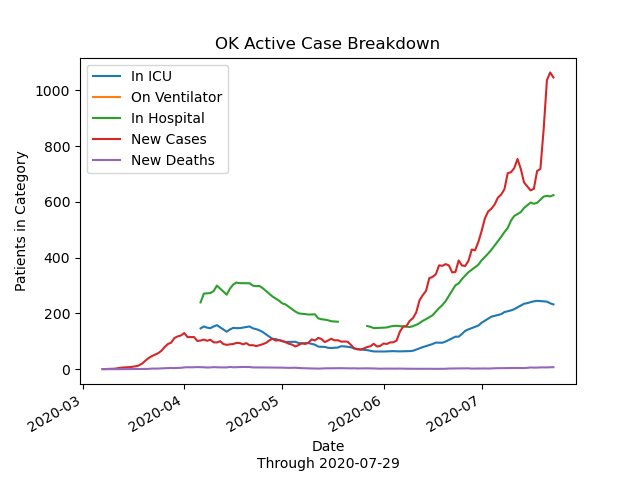 OK Active Case Breakdown
In ICU
On Ventilator
In Hospital
New Cases
New Deaths
Patients in Category
1000
800
600
400
200
0
2020-03
2020-04
2020-05
2020-06
2020-07
Date
Through 2020-07-29